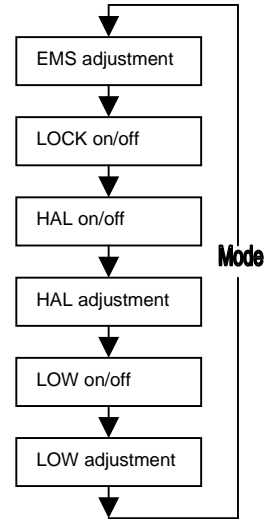 EMS adjustment
LOCK on/off
HAL on/off
Mode
HAL adjustment
LOW on/off
LOW adjustment